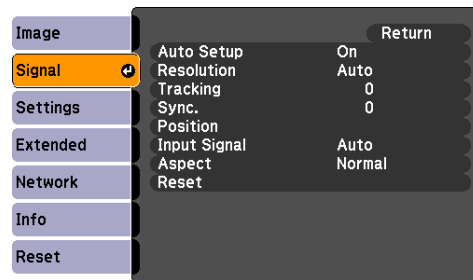 Image
Signal
Settings
Extended
Network
Info
Reset
Return
Auto Setup On
Resolution Auto
Tracking 0
Sync. 0
Position
Input Signal Auto
Aspect Normal
Reset